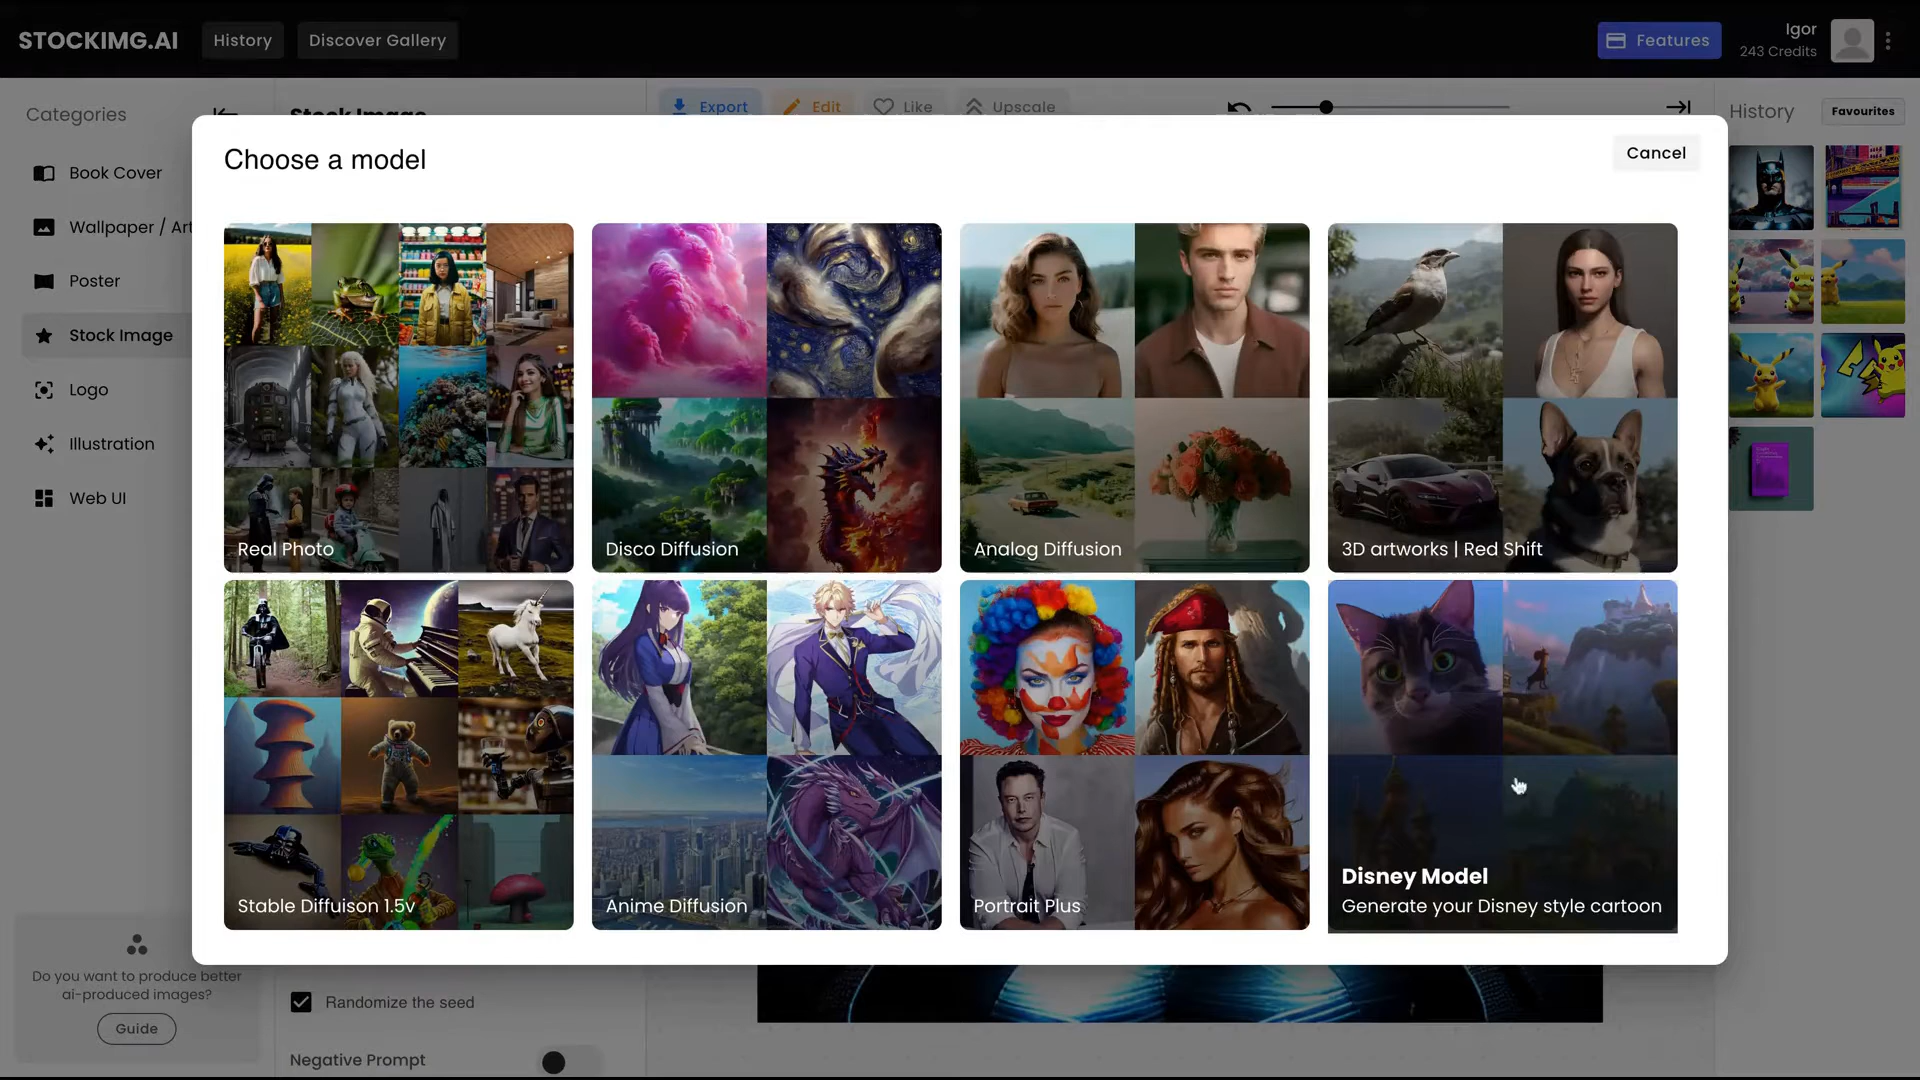 STOCKIMG.AI
History
Discover Gallery
Features
Igor
243 Credits
Categories
Stock Image
Export
Edit
Like
Upscale
History
Favourites
Choose a model
Cancel
Book Cover
Wallpaper / Art
Poster
Stock Image
Logo
Illustration
Web UI
Real Photo
Disco Diffusion
Analog Diffusion
3D artworks | Red Shift
Stable Diffuison 1.5v
Anime Diffusion
Portrait Plus
Disney Model
Generate your Disney style cartoon
Do you want to produce better
ai-produced images?
Guide
Randomize the seed
Negative Prompt